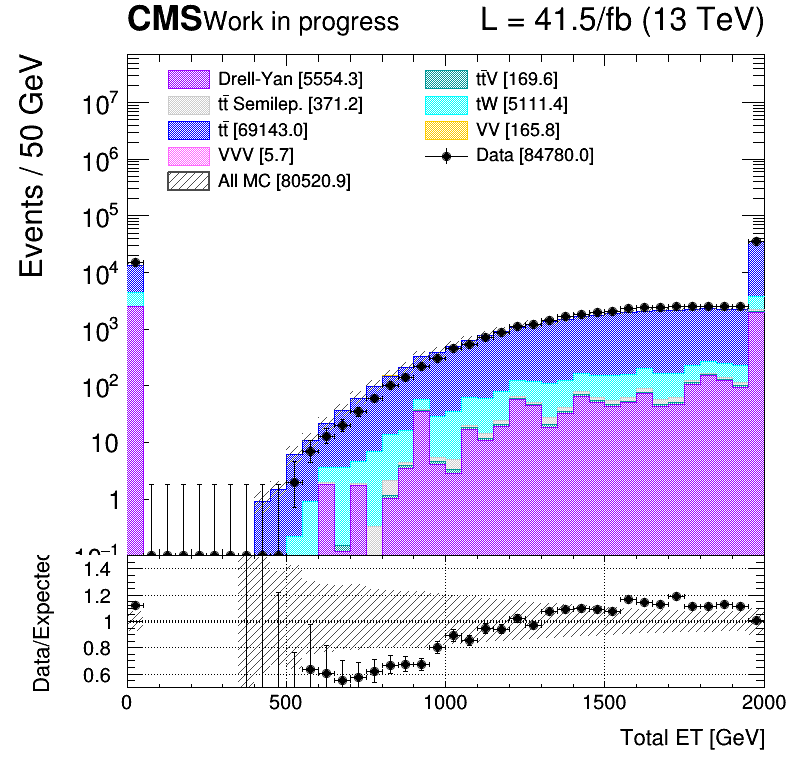 CMS Work in progress L = 41.5/fb (13 TeV)
Events / 50 GeV
Drell-Yan [5554.3] tt̄V [169.6]
tt̄ Semilep. [371.2] tW [5111.4]
tt̄ [69143.0] VV [165.8]
VVV [5.7] Data [84780.0]
All MC [80520.9]
10⁷
10⁶
10⁵
10⁴
10³
10²
10
1
10⁻¹
Data/Expected
1.4
1.2
1
0.8
0.6
0 500 1000 1500 2000
Total ET [GeV]